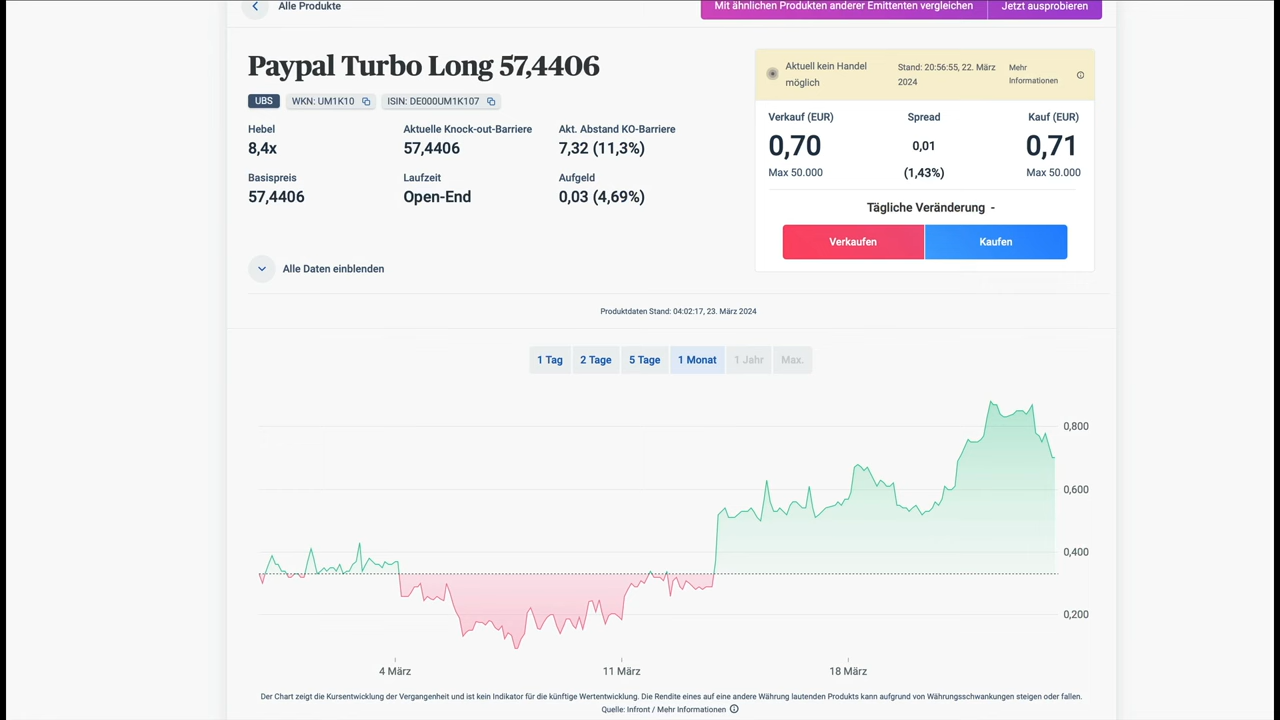 Alle Produkte
Mit ähnlichen Produkten anderer Emittenten vergleichen
Jetzt ausprobieren
Paypal Turbo Long 57,4406
UBS
WKN: UM1K10
ISIN: DE000UM1K107
Hebel
Aktuelle Knock-out-Barriere
Akt. Abstand KO-Barriere
8,4x
57,4406
7,32 (11,3%)
Basispreis
Laufzeit
Aufgeld
57,4406
Open-End
0,03 (4,69%)
Alle Daten einblenden
Aktuell kein Handel
möglich
Stand: 20:56:55, 22. März
2024
Mehr
Informationen
Verkauf (EUR)
Spread
Kauf (EUR)
0,70
0,01
0,71
Max 50.000
(1,43%)
Max 50.000
Tägliche Veränderung -
Verkaufen
Kaufen
Produktdaten Stand: 04:02:17, 23. März 2024
1 Tag
2 Tage
5 Tage
1 Monat
1 Jahr
Max.
0,800
0,600
0,400
0,200
4 März
11 März
18 März
Der Chart zeigt die Kursentwicklung der Vergangenheit und ist kein Indikator für die künftige Wertentwicklung. Die Rendite eines auf eine andere Währung lautenden Produkts kann aufgrund von Währungsschwankungen steigen oder fallen.
Quelle: Infront / Mehr Informationen